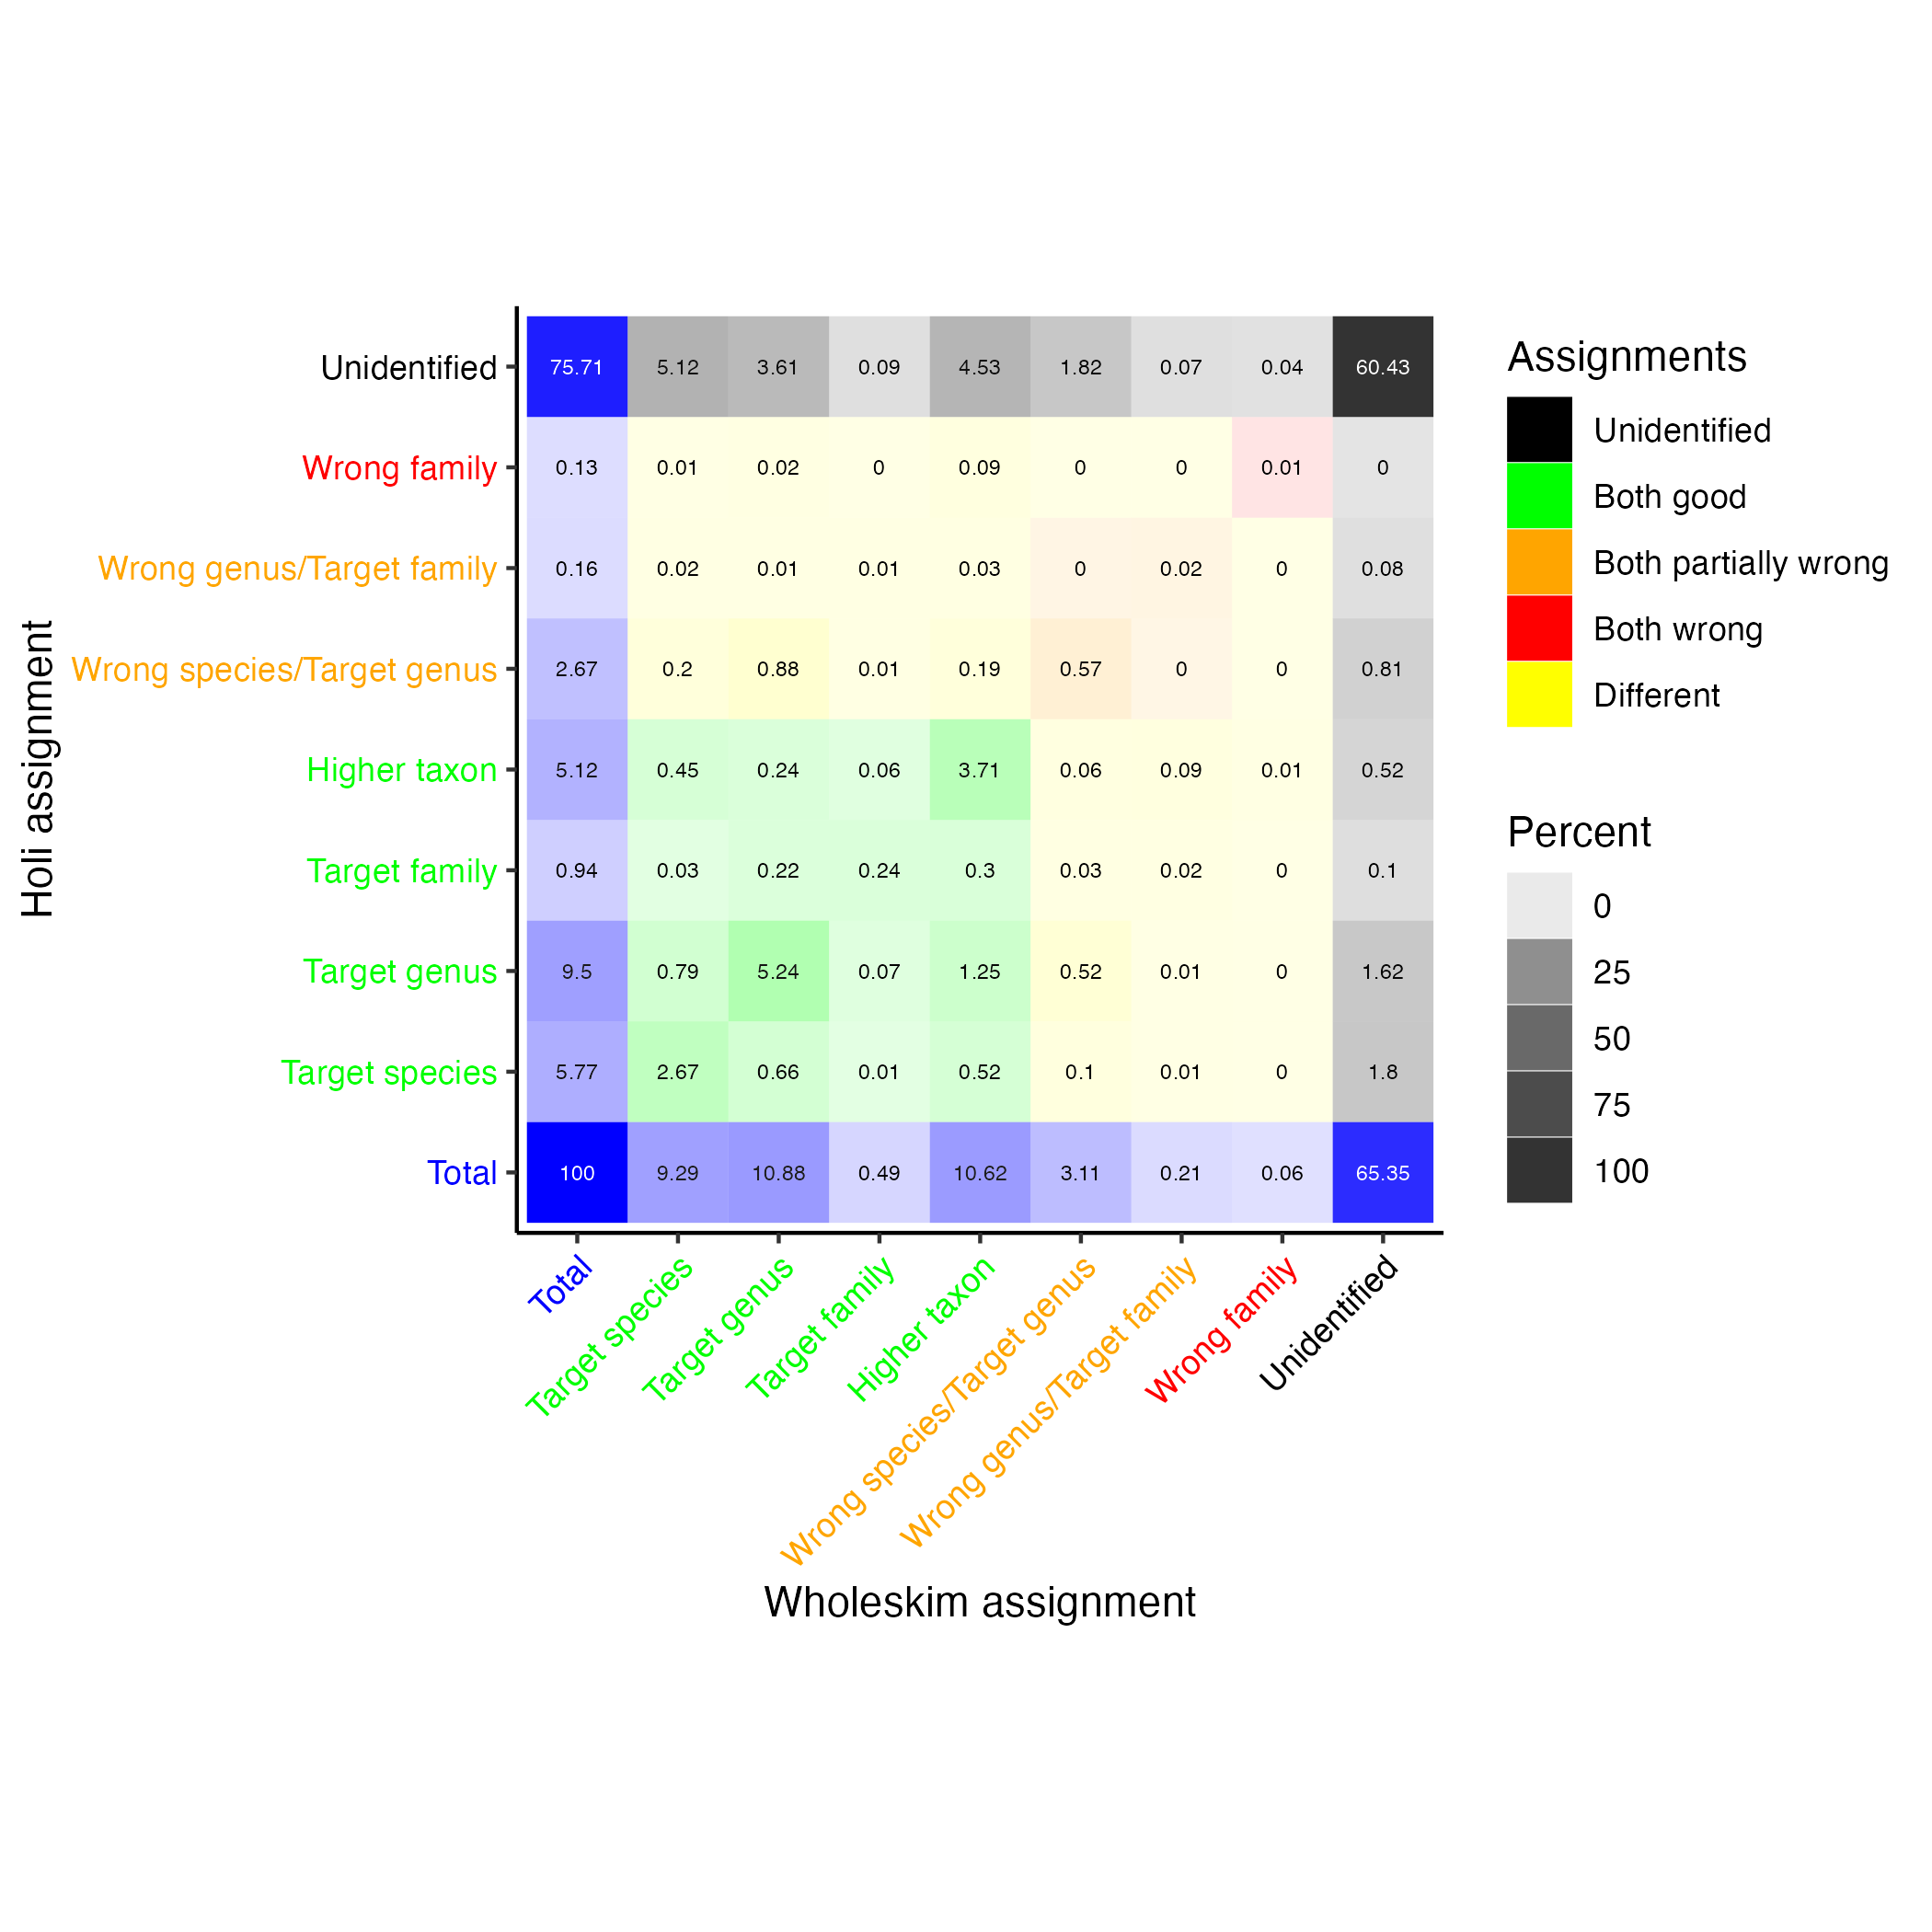 Unidentified 75.71 5.12 3.61 0.09 4.53 1.82 0.07 0.04 60.43
Wrong family 0.13 0.01 0.02 0 0.09 0 0 0.01 0
Wrong genus/Target family 0.16 0.02 0.01 0.01 0.03 0 0.02 0 0.08
Wrong species/Target genus 2.67 0.2 0.88 0.01 0.19 0.57 0 0 0.81
Higher taxon 5.12 0.45 0.24 0.06 3.71 0.06 0.09 0.01 0.52
Target family 0.94 0.03 0.22 0.24 0.3 0.03 0.02 0 0.1
Target genus 9.5 0.79 5.24 0.07 1.25 0.52 0.01 0 1.62
Target species 5.77 2.67 0.66 0.01 0.52 0.1 0.01 0 1.8
Total 100 9.29 10.88 0.49 10.62 3.11 0.21 0.06 65.35
Holi assignment
Total
Target species
Target genus
Target family
Higher taxon
Wrong species/Target genus
Wrong genus/Target family
Wrong family
Unidentified
Wholeskim assignment
Assignments
Unidentified
Both good
Both partially wrong
Both wrong
Different
Percent
0
25
50
75
100